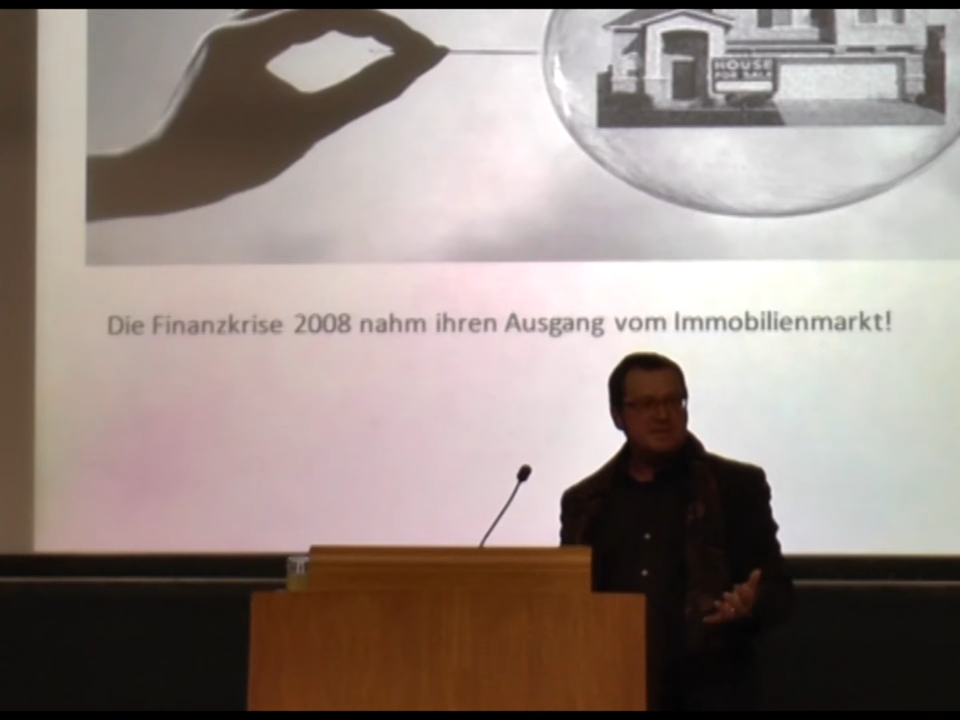 HOUSE
FOR SALE
Die Finanzkrise 2008 nahm ihren Ausgang vom Immobilienmarkt!